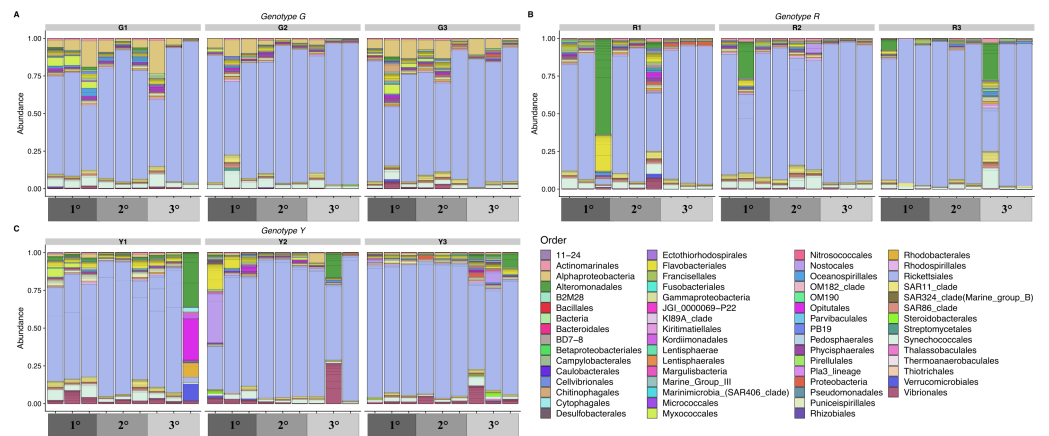 A
Genotype G
G1 G2 G3
Abundance
1.00
0.75
0.50
0.25
0.00
1° 2° 3° 1° 2° 3° 1° 2° 3°
B
Genotype R
R1 R2 R3
Abundance
1.00
0.75
0.50
0.25
0.00
1° 2° 3° 1° 2° 3° 1° 2° 3°
C
Genotype Y
Y1 Y2 Y3
Abundance
1.00
0.75
0.50
0.25
0.00
1° 2° 3° 1° 2° 3° 1° 2° 3°
Order
11−24
Actinomarinales
Alphaproteobacteria
Alteromonadales
B2M28
Bacillales
Bacteria
Bacteroidales
BD7−8
Betaproteobacteriales
Campylobacterales
Caulobacterales
Cellvibrionales
Chitinophagales
Cytophagales
Desulfobacterales
Ectothiorhodospirales
Flavobacteriales
Francisellales
Fusobacteriales
Gammaproteobacteria
JGI_0000069−P22
KI89A_clade
Kiritimatiellales
Kordiimonadales
Lentisphaerae
Lentisphaerales
Margulisbacteria
Marine_Group_III
Marinimicrobia_(SAR406_clade)
Micrococcales
Myxococcales
Nitrosococcales
Nostocales
Oceanospirillales
OM182_clade
OM190
Opitutales
Parvibaculales
PB19
Pedosphaerales
Phycisphaerales
Pirellulales
Pla3_lineage
Proteobacteria
Pseudomonadales
Puniceispirillales
Rhizobiales
Rhodobacterales
Rhodospirillales
Rickettsiales
SAR11_clade
SAR324_clade(Marine_group_B)
SAR86_clade
Steroidobacterales
Streptomycetales
Synechococcales
Thalassobaculales
Thermoanaerobaculales
Thiotrichales
Verrucomicrobiales
Vibrionales